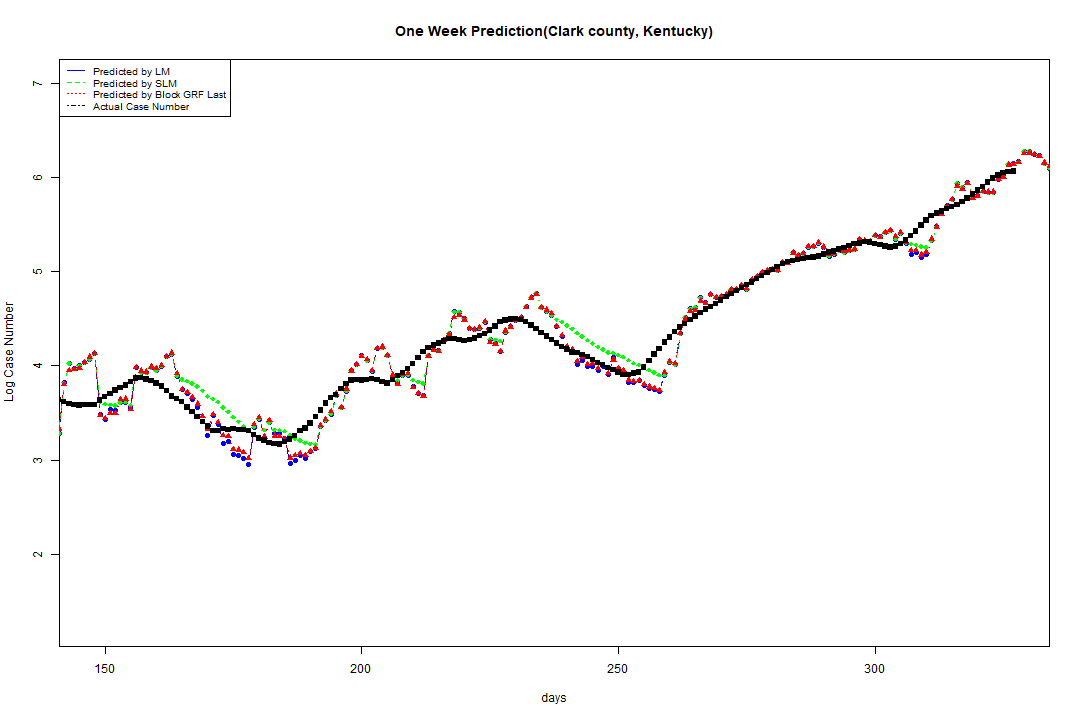 One Week Prediction(Clark county, Kentucky)
Predicted by LM
Predicted by SLM
Predicted by Block GRF Last
Actual Case Number
7
6
5
4
3
2
Log Case Number
150
200
250
300
days